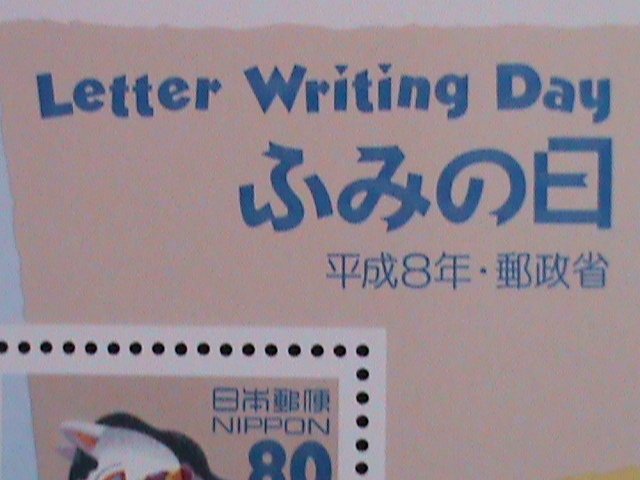 Letter Writing Day
ふみの日
平成8年・郵政省
日本郵便
NIPPON
80